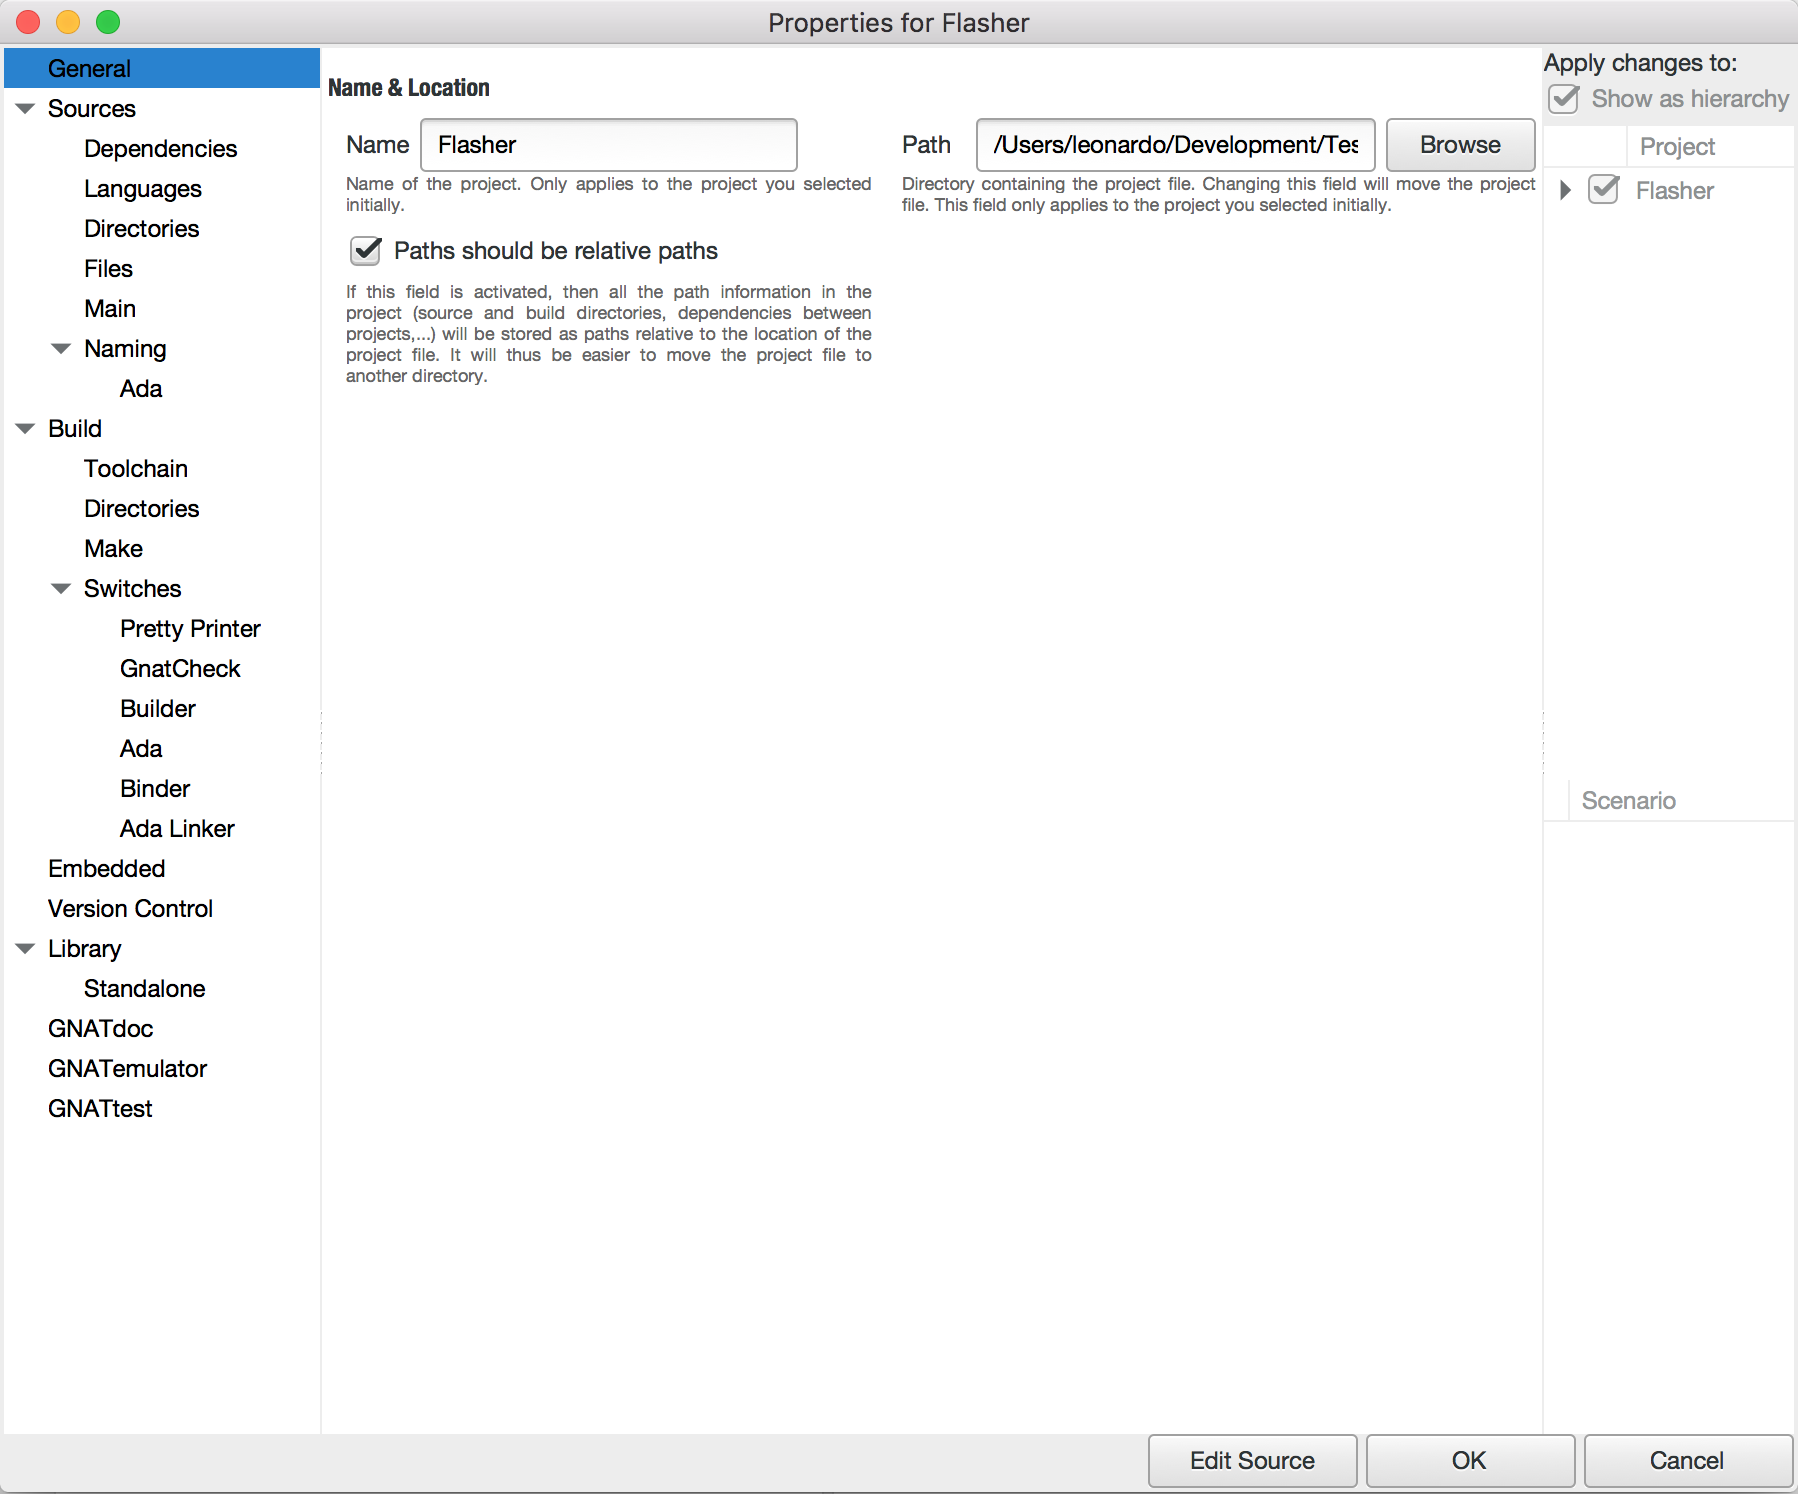 Properties for Flasher
General
Sources
Dependencies
Languages
Directories
Files
Main
Naming
Ada
Build
Toolchain
Directories
Make
Switches
Pretty Printer
GnatCheck
Builder
Ada
Binder
Ada Linker
Embedded
Version Control
Library
Standalone
GNATdoc
GNATemulator
GNATtest
Name & Location
Name Flasher
Name of the project. Only applies to the project you selected
initially.
Paths should be relative paths
If this field is activated, then all the path information in the
project (source and build directories, dependencies between
projects,...) will be stored as paths relative to the location of the
project file. It will thus be easier to move the project file to
another directory.
Path /Users/leonardo/Development/Tes Browse
Directory containing the project file. Changing this field will move the project
file. This field only applies to the project you selected initially.
Apply changes to:
Show as hierarchy
Project
Flasher
Scenario
Edit Source OK Cancel